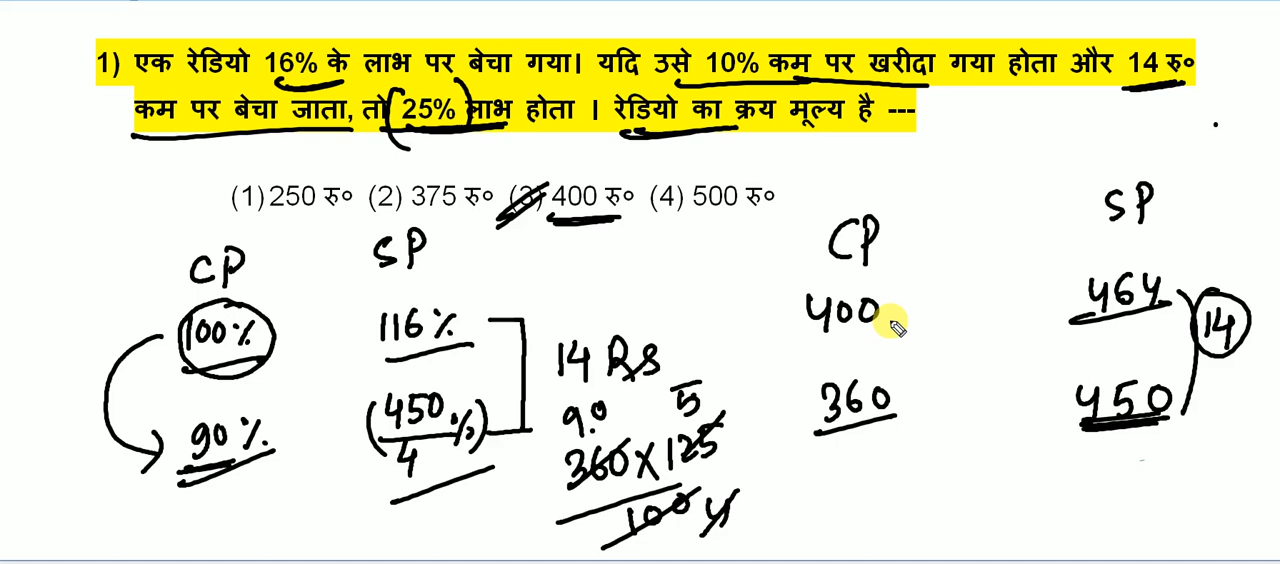 1) एक रेडियो 16% के लाभ पर बेचा गया। यदि उसे 10% कम पर खरीदा गया होता और 14 रु०
कम पर बेचा जाता, तो 25% लाभ होता । रेडियो का क्रय मूल्य है ---
(1) 250 रु० (2) 375 रु० (3) 400 रु० (4) 500 रु०
CP SP CP SP
100% 116% 400 464 14
14 Rs
90% 450/4 % 90 5 360 450
360 X 125
100 4